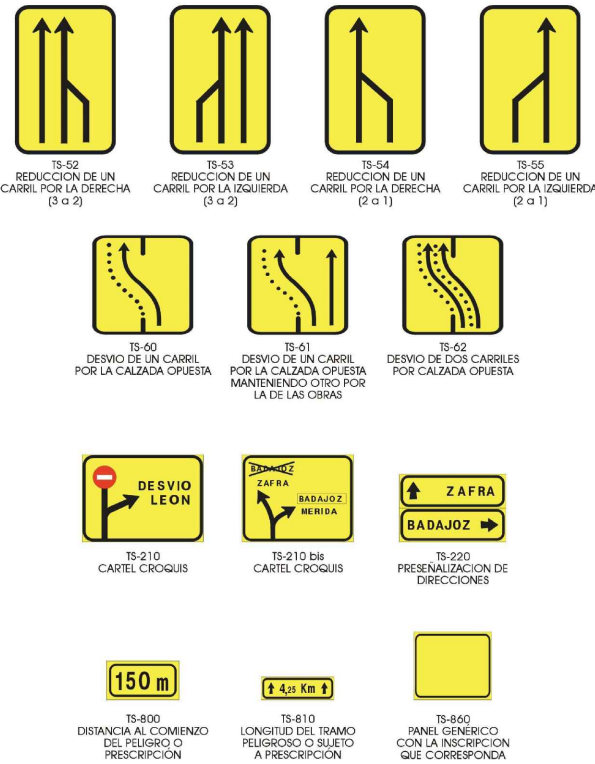 TS-52
REDUCCION DE UN
CARRIL POR LA DERECHA
(3 a 2)
TS-53
REDUCCION DE UN
CARRIL POR LA IZQUIERDA
(3 a 2)
TS-54
REDUCCION DE UN
CARRIL POR LA DERECHA
(2 a 1)
TS-55
REDUCCION DE UN
CARRIL POR LA IZQUIERDA
(2 a 1)
TS-60
DESVIO DE UN CARRIL
POR LA CALZADA OPUESTA
TS-61
DESVIO DE UN CARRIL
POR LA CALZADA OPUESTA
MANTENIENDO OTRO POR
LA DE LAS OBRAS
TS-62
DESVIO DE DOS CARRILES
POR CALZADA OPUESTA
DESVIO
LEON
TS-210
CARTEL CROQUIS
BADAJOZ
ZAFRA
BADAJOZ
MERIDA
TS-210 bis
CARTEL CROQUIS
ZAFRA
BADAJOZ
TS-220
PRESEÑALIZACION DE
DIRECCIONES
150 m
TS-800
DISTANCIA AL COMIENZO
DEL PELIGRO O
PRESCRIPCIÓN
4,25 Km
TS-810
LONGITUD DEL TRAMO
PELIGROSO O SUJETO
A PRESCRIPCIÓN
TS-860
PANEL GENÉRICO
CON LA INSCRIPCION
QUE CORRESPONDA